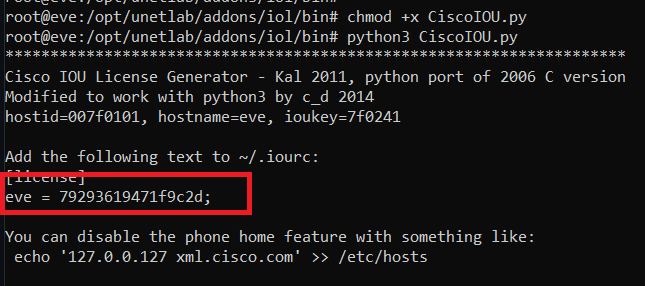 root@eve:/opt/unetlab/addons/iol/bin# chmod +x CiscoIOU.py
root@eve:/opt/unetlab/addons/iol/bin# python3 CiscoIOU.py
*********************************************************************
Cisco IOU License Generator - Kal 2011, python port of 2006 C version
Modified to work with python3 by c_d 2014
hostid=007f0101, hostname=eve, ioukey=7f0241
Add the following text to ~/.iourc:
[license]
eve = 79293619471f9c2d;
You can disable the phone home feature with something like:
echo '127.0.0.127 xml.cisco.com' >> /etc/hosts